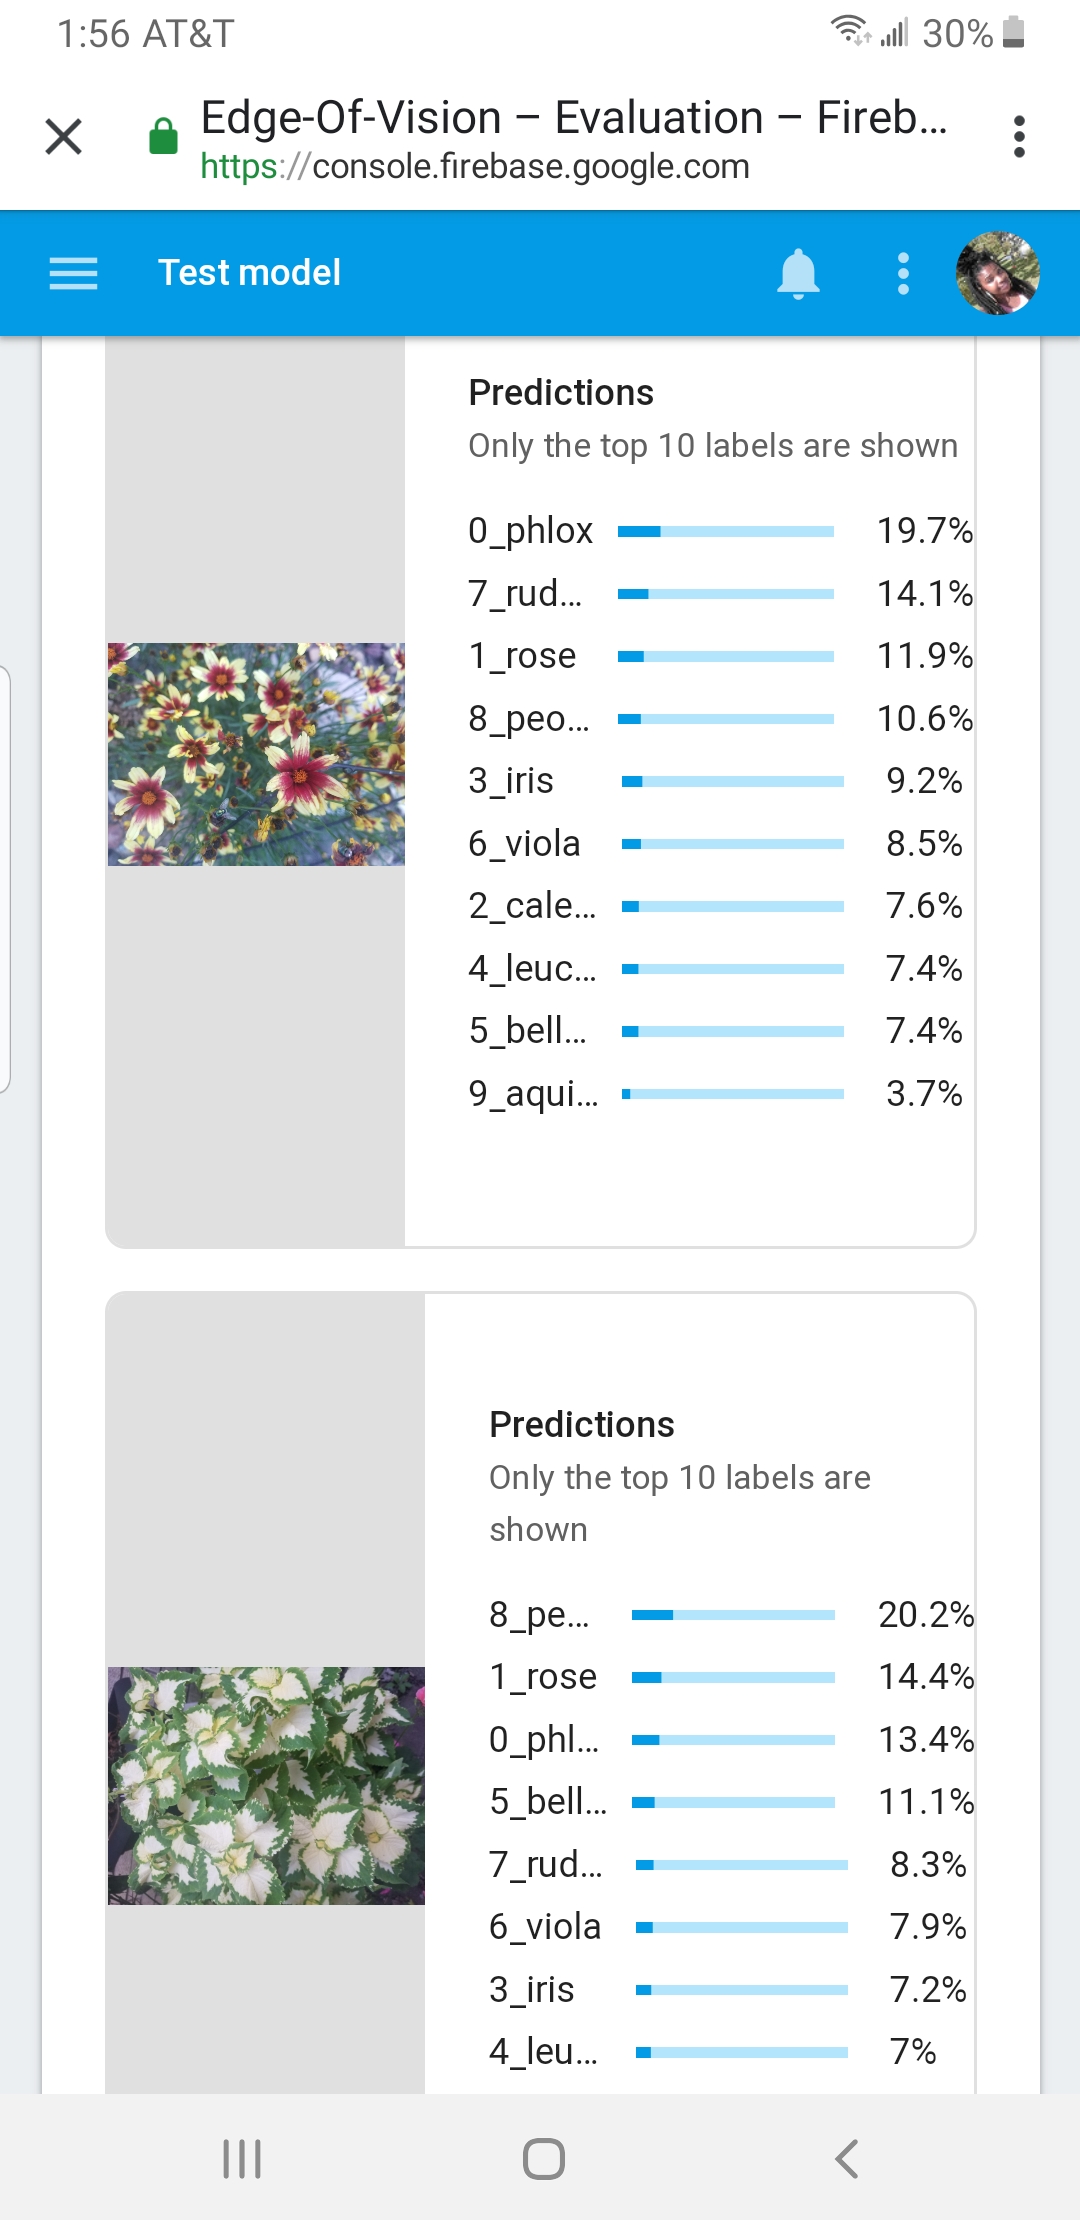 1:56 AT&T
30%
Edge-Of-Vision – Evaluation – Fireb...
https://console.firebase.google.com
Test model
Predictions
Only the top 10 labels are shown
0_phlox 19.7%
7_rud... 14.1%
1_rose 11.9%
8_peo... 10.6%
3_iris 9.2%
6_viola 8.5%
2_cale... 7.6%
4_leuc... 7.4%
5_bell... 7.4%
9_aqui... 3.7%
Predictions
Only the top 10 labels are
shown
8_pe... 20.2%
1_rose 14.4%
0_phl... 13.4%
5_bell... 11.1%
7_rud... 8.3%
6_viola 7.9%
3_iris 7.2%
4_leu... 7%